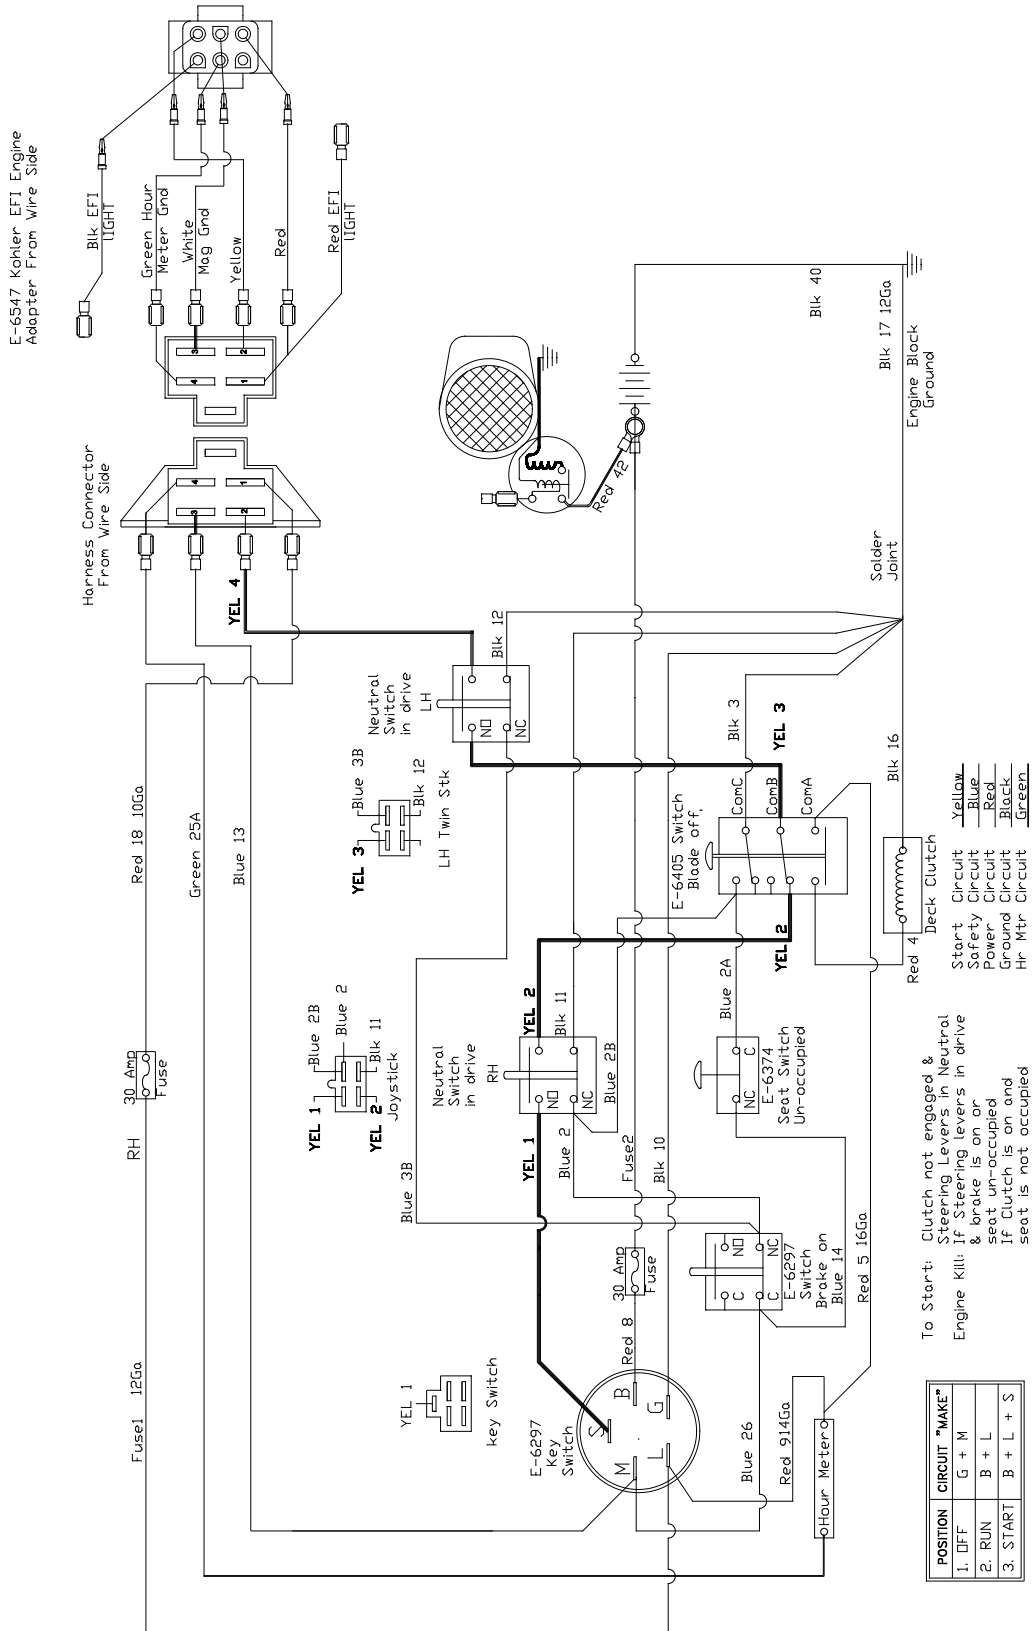 E-6547 Kohler EFI Engine
Adapter From Wire Side
Blk EFI
lIGHT
Green Hour
Meter Gnd
White
Mag Gnd
Yellow
Red
Red EFI
lIGHT
3
2
4
1
Harness Connector
From Wire Side
4
1
3
2
Blk 40
Blk 17 12Ga
Engine Block
Ground
Red 42
Solder
Joint
YEL 4
Blk 12
Neutral
Switch
in drive
LH
NO
NC
Blue 3B
Blk 12
YEL 3
LH Twin Stk
Red 18 10Ga
Green 25A
Blue 13
Blk 3
YEL 3
ComC
ComB
ComA
E-6405 Switch
Blade off,
Blk 16
Deck Clutch
Red 4
YEL 2
Blue 2A
YEL 2
Blk 11
Neutral
Switch
in drive
RH
NO
NC
Blue 2B
Blue 2B
Blue 2
Blk 11
YEL 1
YEL 2
Joystick
C
NC
E-6374
Seat Switch
Un-occupied
30 Amp
Fuse
RH
YEL 1
Blue 2
Fuse2
Blk 10
Blue 3B
NO
NC
C
C
E-6297
Switch
Brake on
Blue 14
Red 5 16Ga
30 Amp
Fuse
Red 8
Fuse1 12Ga
YEL 1
key Switch
E-6297
Key
Switch
S
B
G
M
L
Blue 26
Red 914Ga
Hour Meter
Start Circuit Yellow
Safety Circuit Blue
Power Circuit Red
Ground Circuit Black
Hr Mtr Circuit Green
To Start: Clutch not engaged &
Steering Levers in Neutral
Engine Kill: If Steering levers in drive
& brake is on or
seat un-occupied
If Clutch is on and
seat is not occupied
POSITION CIRCUIT "MAKE"
1. OFF G + M
2. RUN B + L
3. START B + L + S